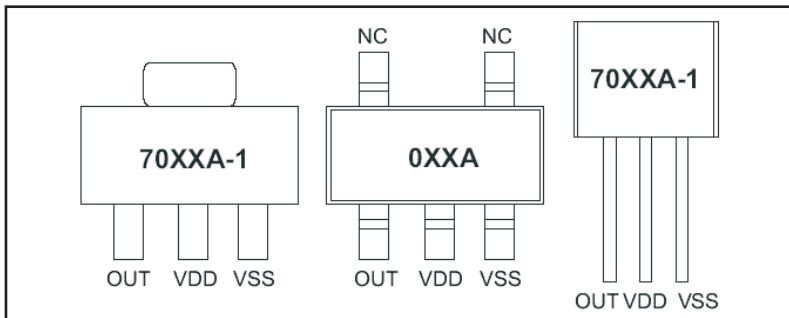 NC NC
70XXA-1 0XXA 70XXA-1
OUT VDD VSS OUT VDD VSS OUT VDD VSS